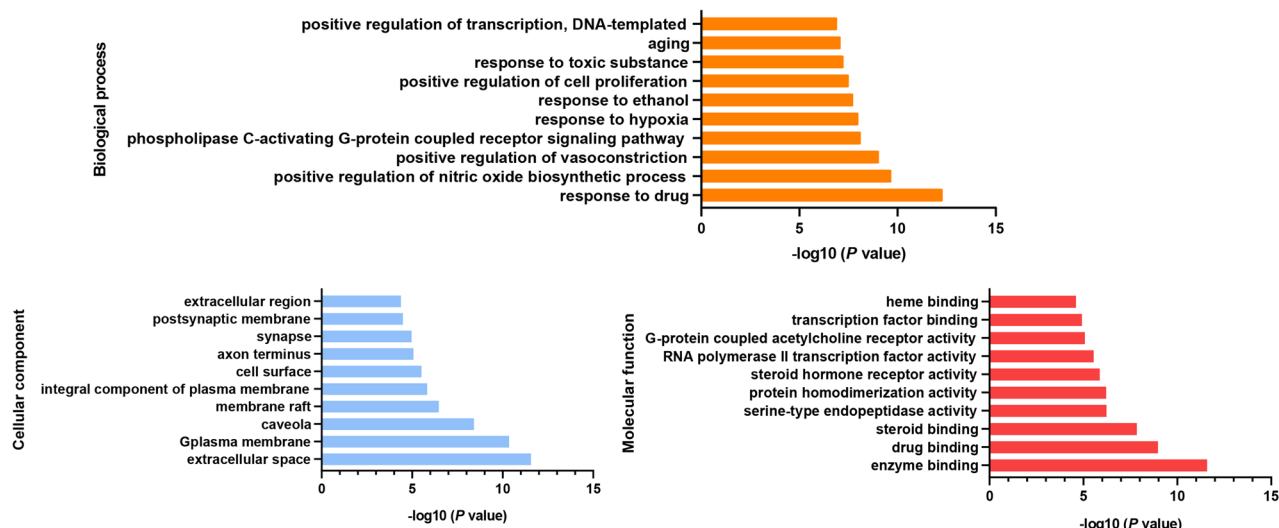 Biological process
positive regulation of transcription, DNA-templated
aging
response to toxic substance
positive regulation of cell proliferation
response to ethanol
response to hypoxia
phospholipase C-activating G-protein coupled receptor signaling pathway
positive regulation of vasoconstriction
positive regulation of nitric oxide biosynthetic process
response to drug
0 5 10 15
-log10 (P value)
Cellular component
extracellular region
postsynaptic membrane
synapse
axon terminus
cell surface
integral component of plasma membrane
membrane raft
caveola
Gplasma membrane
extracellular space
0 5 10 15
-log10 (P value)
Molecular function
heme binding
transcription factor binding
G-protein coupled acetylcholine receptor activity
RNA polymerase II transcription factor activity
steroid hormone receptor activity
protein homodimerization activity
serine-type endopeptidase activity
steroid binding
drug binding
enzyme binding
0 5 10 15
-log10 (P value)